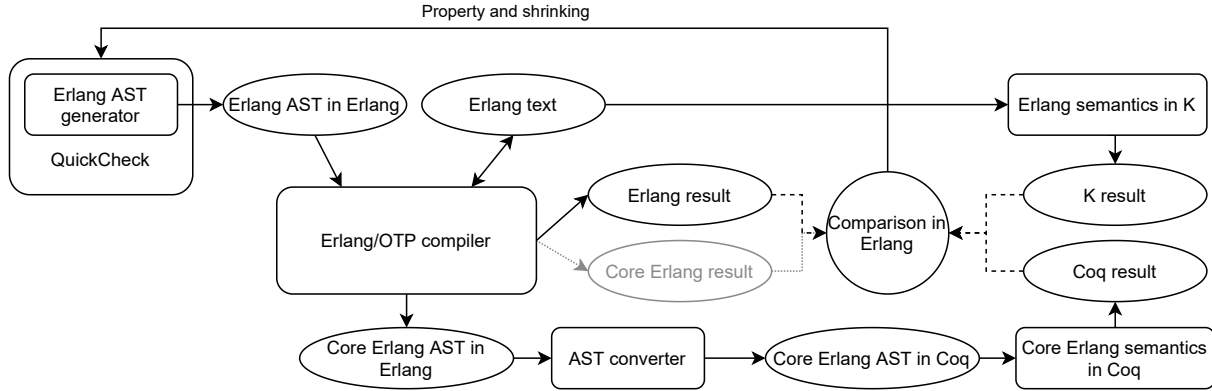 Property and shrinking
Erlang AST
generator
QuickCheck
Erlang AST in Erlang
Erlang text
Erlang semantics in K
Erlang/OTP compiler
Erlang result
Core Erlang result
Comparison in
Erlang
K result
Coq result
Core Erlang AST in
Erlang
AST converter
Core Erlang AST in Coq
Core Erlang semantics
in Coq